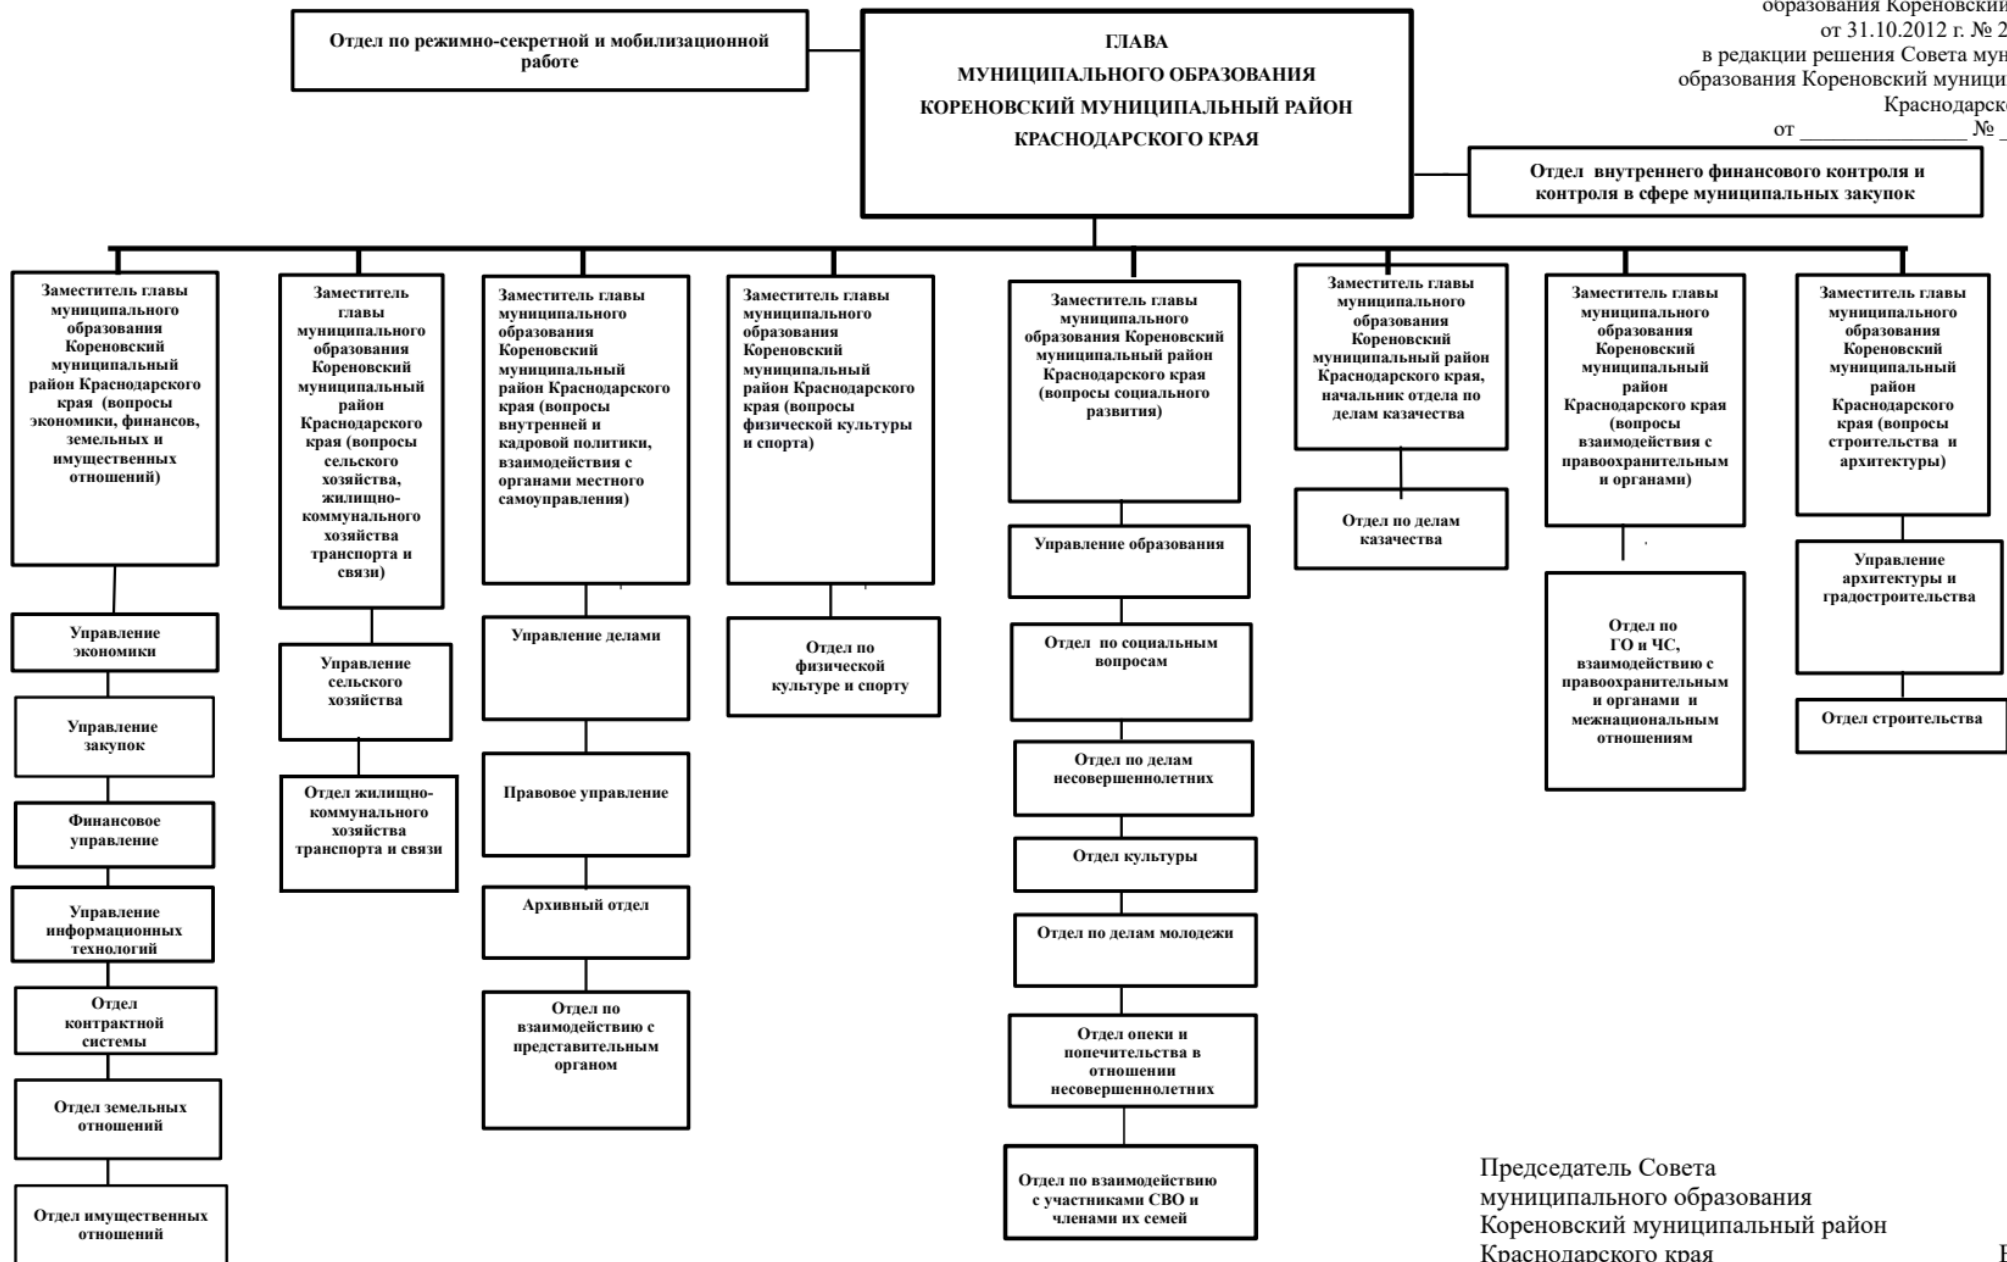 образования Кореновский
от 31.10.2012 г. № 2
в редакции решения Совета мун
образования Кореновский муници
Краснодарск
от _______________ № _
Отдел по режимно-секретной и мобилизационной
работе
ГЛАВА
МУНИЦИПАЛЬНОГО ОБРАЗОВАНИЯ
КОРЕНОВСКИЙ МУНИЦИПАЛЬНЫЙ РАЙОН
КРАСНОДАРСКОГО КРАЯ
Отдел внутреннего финансового контроля и
контроля в сфере муниципальных закупок
Заместитель главы
муниципального
образования
Кореновский
муниципальный
район Краснодарского
края (вопросы
экономики, финансов,
земельных и
имущественных
отношений)
Управление
экономики
Управление
закупок
Финансовое
управление
Управление
информационных
технологий
Отдел
контрактной
системы
Отдел земельных
отношений
Отдел имущественных
отношений
Заместитель
главы
муниципального
образования
Кореновский
муниципальный
район
Краснодарского
края (вопросы
сельского
хозяйства,
жилищно-
коммунального
хозяйства
транспорта и
связи)
Управление
сельского
хозяйства
Отдел жилищно-
коммунального
хозяйства
транспорта и связи
Заместитель главы
муниципального
образования
Кореновский
муниципальный
район Краснодарского
края (вопросы
внутренней и
кадровой политики,
взаимодействия с
органами местного
самоуправления)
Управление делами
Правовое управление
Архивный отдел
Отдел по
взаимодействию с
представительным
органом
Заместитель главы
муниципального
образования
Кореновский
муниципальный
район Краснодарского
края (вопросы
физической культуры
и спорта)
Отдел по
физической
культуре и спорту
Заместитель главы
муниципального
образования Кореновский
муниципальный район
Краснодарского края
(вопросы социального
развития)
Управление образования
Отдел по социальным
вопросам
Отдел по делам
несовершеннолетних
Отдел культуры
Отдел по делам молодежи
Отдел опеки и
попечительства в
отношении
несовершеннолетних
Отдел по взаимодействию
с участниками СВО и
членами их семей
Заместитель главы
муниципального
образования
Кореновский
муниципальный район
Краснодарского края,
начальник отдела по
делам казачества
Отдел по делам
казачества
Заместитель главы
муниципального
образования
Кореновский
муниципальный
район
Краснодарского края
(вопросы
взаимодействия с
правоохранительным
и органами)
Отдел по
ГО и ЧС,
взаимодействию с
правоохранительным
и органами и
межнациональным
отношениям
Заместитель главы
муниципального
образования
Кореновский
муниципальный
район
Краснодарского
края (вопросы
строительства и
архитектуры)
Управление
архитектуры и
градостроительства
Отдел строительства
Председатель Совета
муниципального образования
Кореновский муниципальный район
Краснодарского края